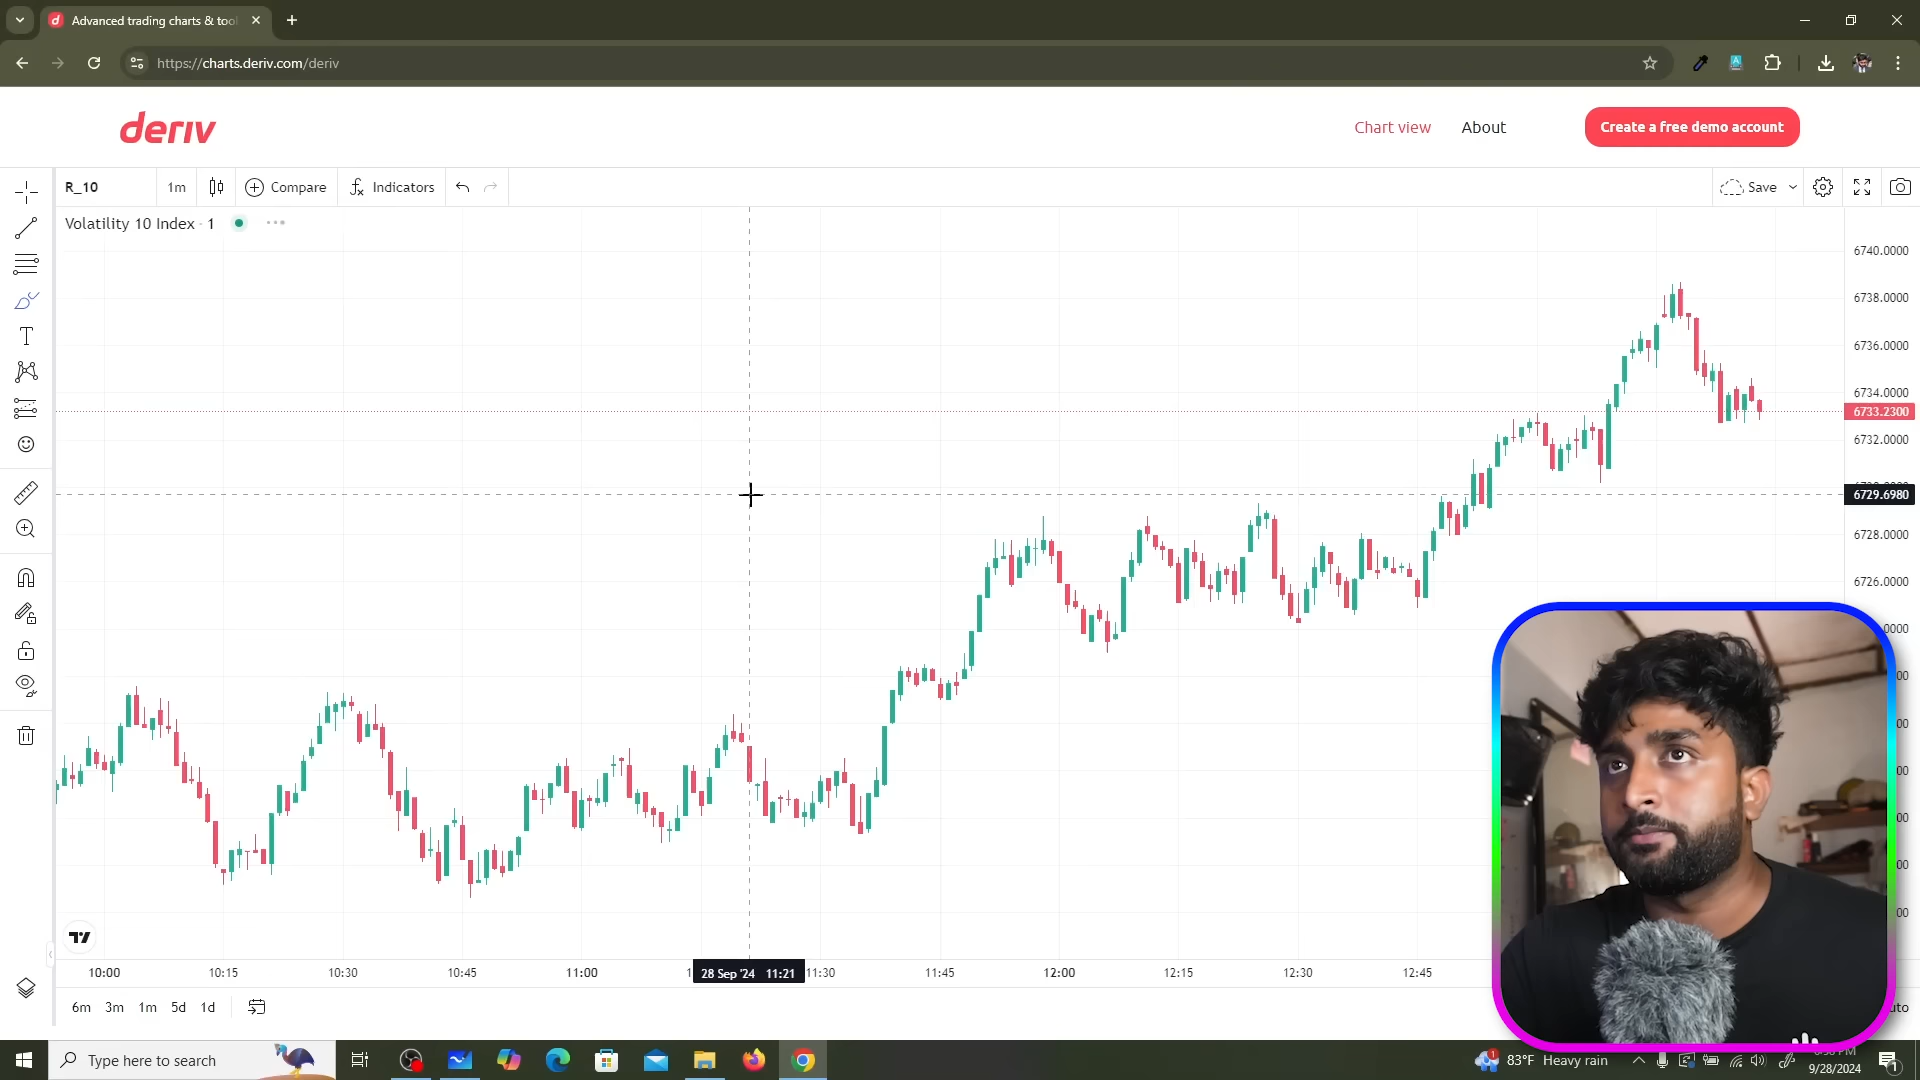 Advanced trading charts & tool
https://charts.deriv.com/deriv
deriv
Chart view
About
Create a free demo account
R_10
1m
Compare
Indicators
Save
Volatility 10 Index · 1
6740.0000
6738.0000
6736.0000
6734.0000
6733.2300
6732.0000
6729.6980
6728.0000
6726.0000
10:00
10:15
10:30
10:45
11:00
28 Sep '24 11:21
11:30
11:45
12:00
12:15
12:30
12:45
6m
3m
1m
5d
1d
Type here to search
83°F Heavy rain
9/28/2024
1